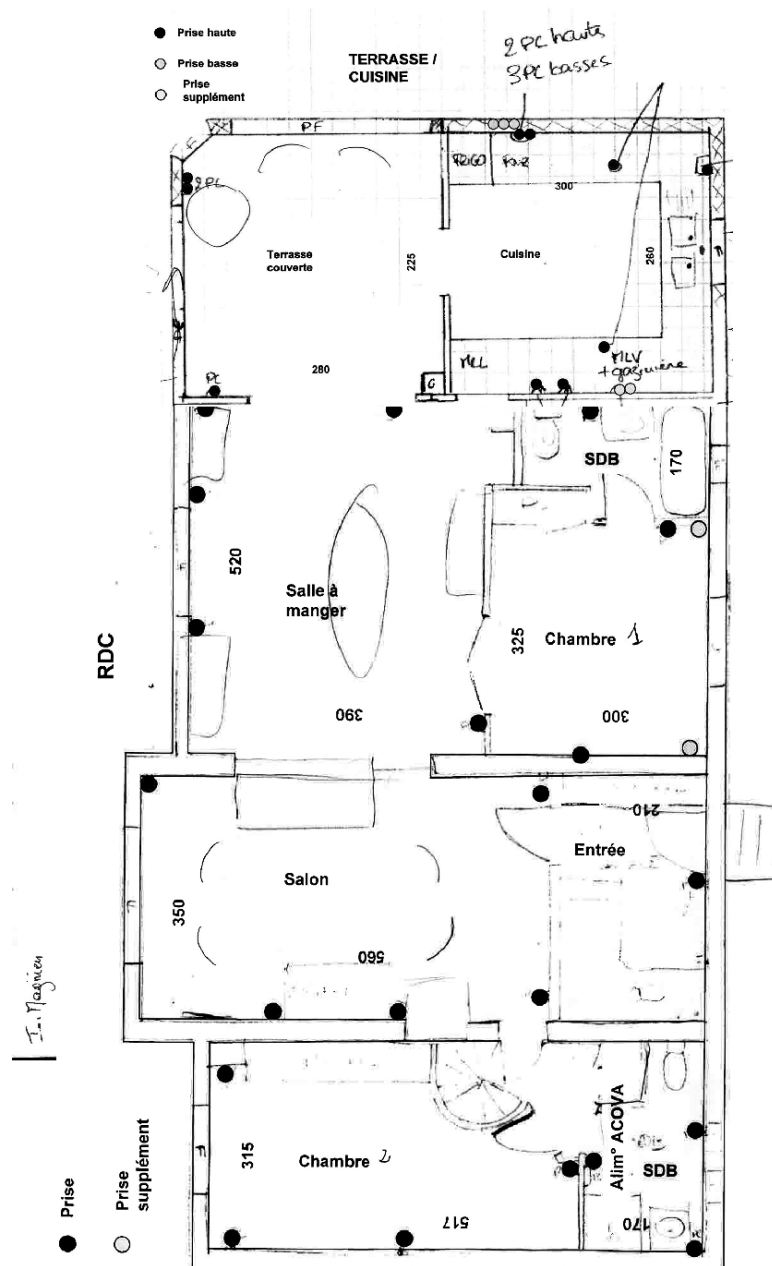 Prise haute
Prise basse
Prise
supplément
TERRASSE /
CUISINE
2 PC hautes
3 PC basses
PF
F
FRIGO
2 PC
300
Terrasse
couverte
225
Cuisine
260
F
280
PC
C
MLL
MLV
+ gazinière
SDB
170
F
520
Salle à
manger
F
325
Chambre 1
RDC
390
300
210
Entrée
Salon
350
F
560
I. Magnien
Alim° ACOVA
315
Chambre 2
F
SDB
517
170
Prise
Prise
supplément